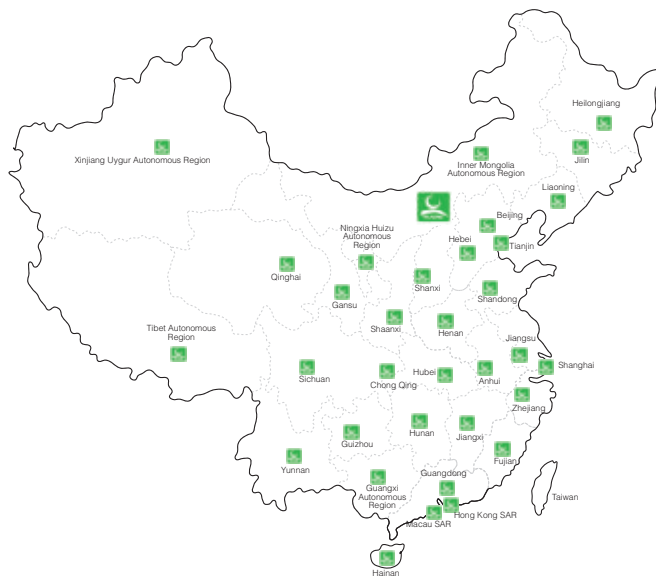 Heilongjiang
Xinjiang Uygur Autonomous Region
Inner Mongolia
Autonomous Region
Jilin
Liaoning
Beijing
Ningxia Huizu
Autonomous
Region
Hebei
Tianjin
Qinghai
Shanxi
Gansu
Shandong
Shaanxi
Henan
Tibet Autonomous
Region
Jiangsu
Shanghai
Sichuan
Chong Qing
Hubei
Anhui
Zhejiang
Guizhou
Hunan
Jiangxi
Fujian
Yunnan
Guangxi
Autonomous
Region
Guangdong
Taiwan
Hong Kong SAR
Macau SAR
Hainan